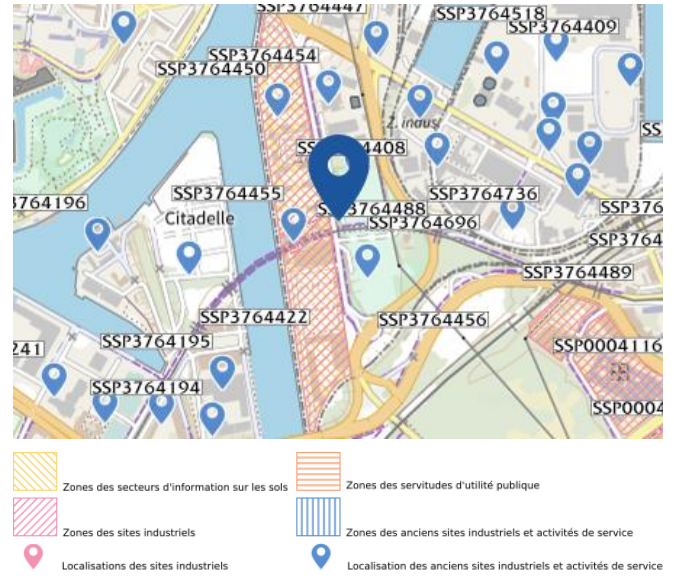 SSP3764447
SSP3764518
SSP3764409
SSP3764454
SSP3764450
SS
SSP3764736
3764196
SSP3764455
SSP3764488
SSP376
Citadelle
SSP3764696
SSP3764
SSP3764489
SSP3764422
SSP3764456
241
SSP3764195
SSP0004116
SSP3764194
SSP0004
Zones des secteurs d'information sur les sols
Zones des servitudes d'utilité publique
Zones des sites industriels
Zones des anciens sites industriels et activités de service
Localisations des sites industriels
Localisation des anciens sites industriels et activités de service